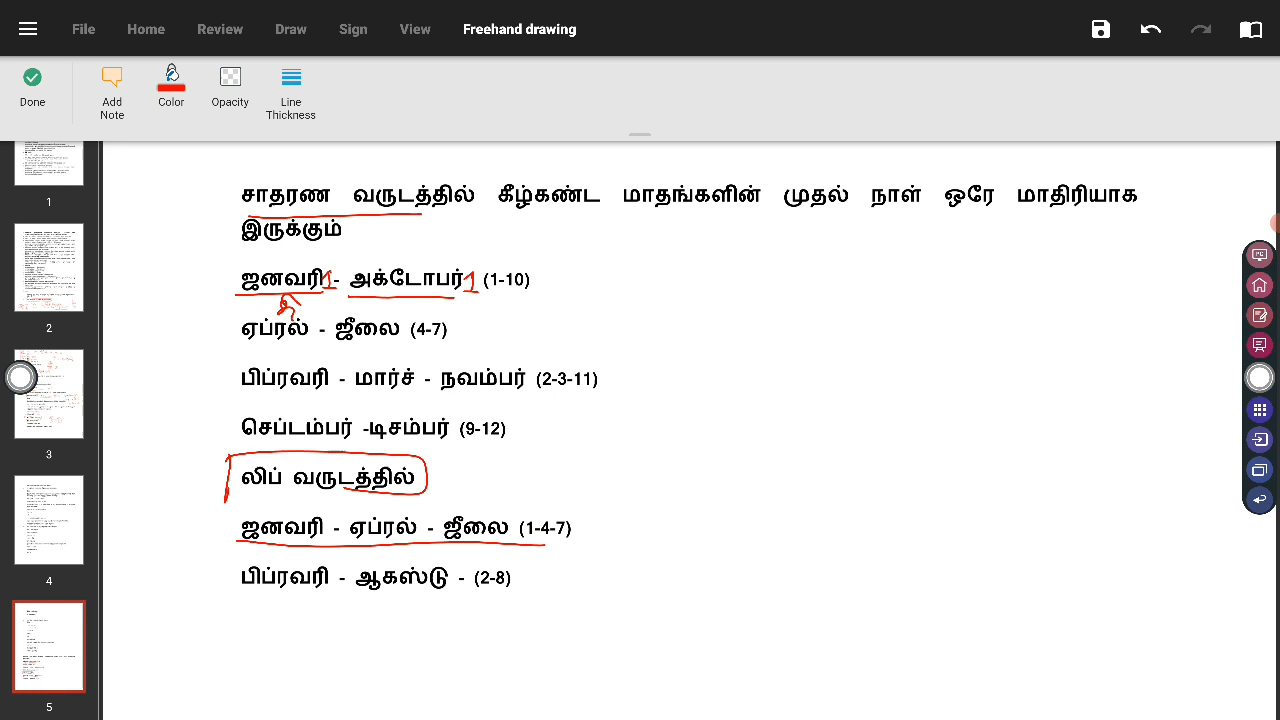 File Home Review Draw Sign View Freehand drawing
Done
Add Note
Color
Opacity
Line Thickness
1
2
3
4
5
சாதரண வருடத்தில் கீழ்கண்ட மாதங்களின் முதல் நாள் ஒரே மாதிரியாக
இருக்கும்
ஜனவரி 1 - அக்டோபர் 1 (1-10)
ஏப்ரல் - ஜீலை (4-7)
பிப்ரவரி - மார்ச் - நவம்பர் (2-3-11)
செப்டம்பர் -டிசம்பர் (9-12)
லிப் வருடத்தில்
ஜனவரி - ஏப்ரல் - ஜீலை (1-4-7)
பிப்ரவரி - ஆகஸ்டு - (2-8)